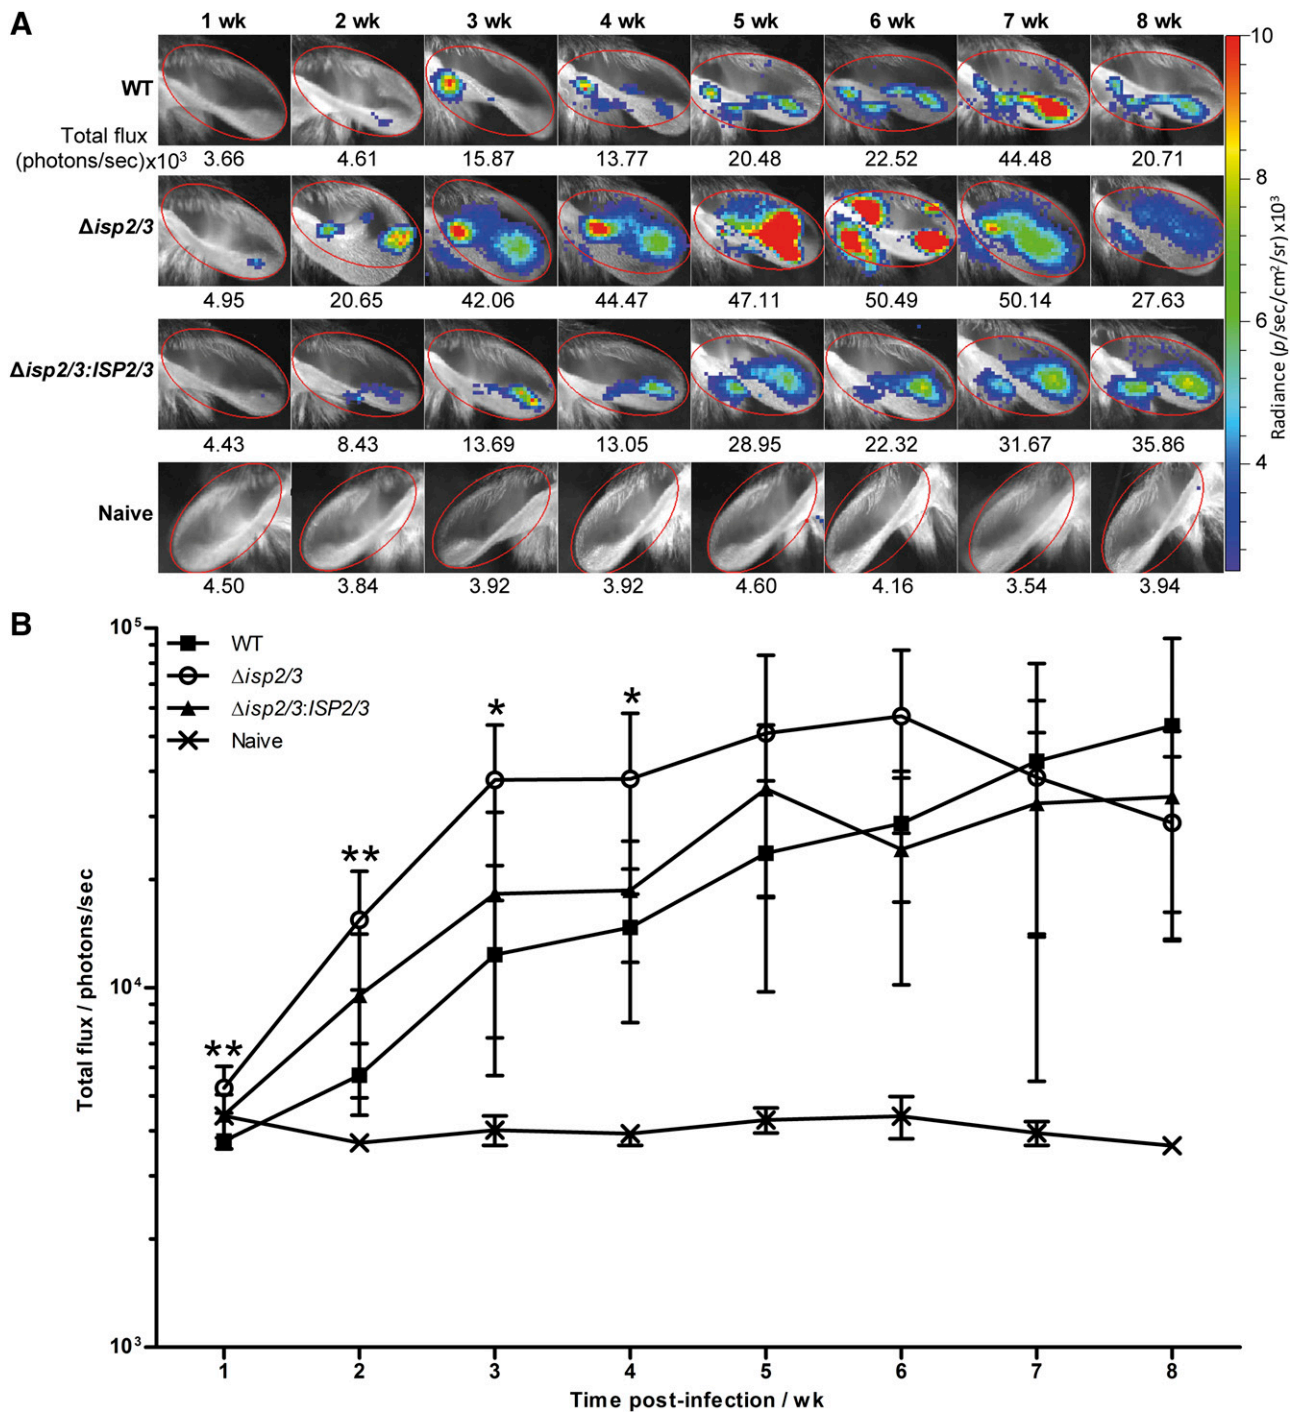 A
1 wk 2 wk 3 wk 4 wk 5 wk 6 wk 7 wk 8 wk
WT
Total flux
(photons/sec)x10³
3.66 4.61 15.87 13.77 20.48 22.52 44.48 20.71
Δisp2/3
4.95 20.65 42.06 44.47 47.11 50.49 50.14 27.63
Δisp2/3:ISP2/3
4.43 8.43 13.69 13.05 28.95 22.32 31.67 35.86
Naive
4.50 3.84 3.92 3.92 4.60 4.16 3.54 3.94
10
8
6
4
Radiance (p/sec/cm²/sr) x10³
B
WT
Δisp2/3
Δisp2/3:ISP2/3
Naive
** ** * *
10⁵
10⁴
10³
Total flux / photons/sec
1 2 3 4 5 6 7 8
Time post-infection / wk